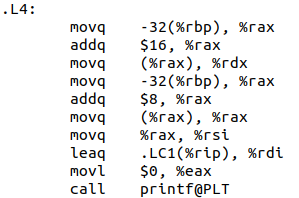 .L4:
movq -32(%rbp), %rax
addq $16, %rax
movq (%rax), %rdx
movq -32(%rbp), %rax
addq $8, %rax
movq (%rax), %rax
movq %rax, %rsi
leaq .LC1(%rip), %rdi
movl $0, %eax
call printf@PLT